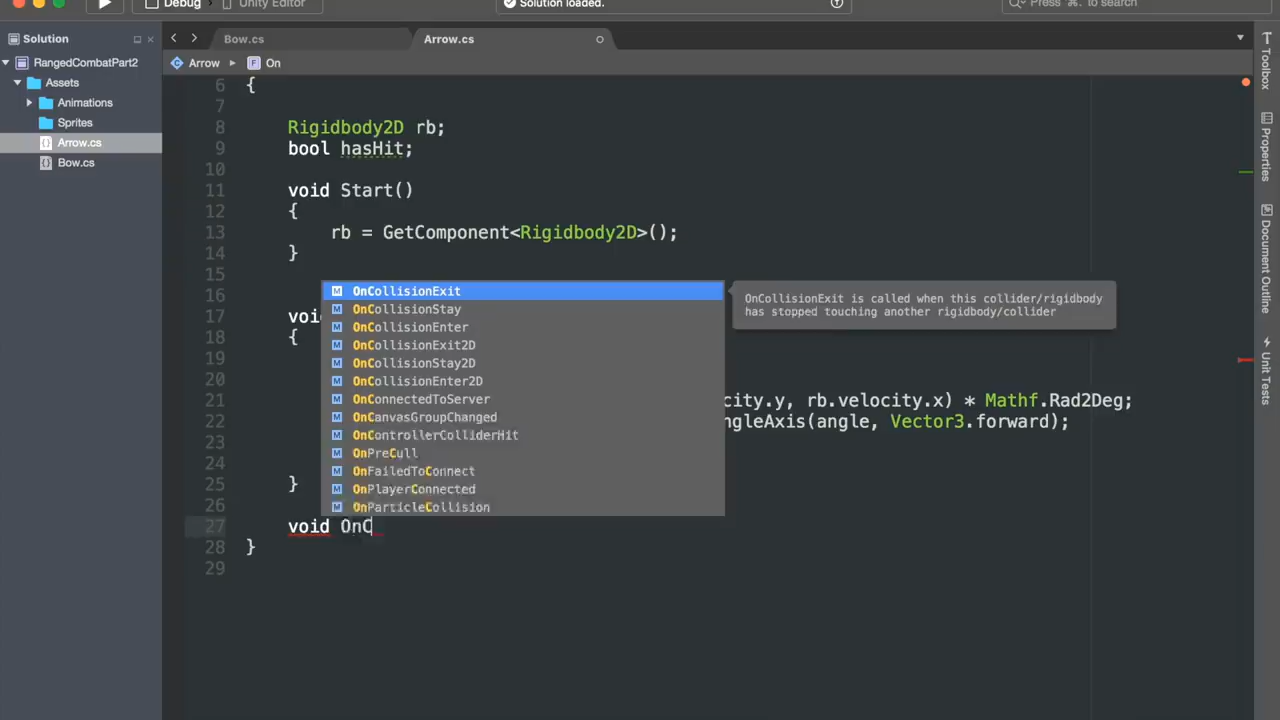 Debug
Unity Editor
Solution loaded.
Press ⌘. to search
Solution
Bow.cs
Arrow.cs
RangedCombatPart2
Assets
Animations
Sprites
Arrow.cs
Bow.cs
Arrow
On
6 {
7
8 Rigidbody2D rb;
9 bool hasHit;
10
11 void Start()
12 {
13 rb = GetComponent<Rigidbody2D>();
14 }
15
16
17 voi
18 {
19
20
21 city.y, rb.velocity.x) * Mathf.Rad2Deg;
22 ngleAxis(angle, Vector3.forward);
23
24
25 }
26
27 void OnC
28 }
29
OnCollisionExit
OnCollisionStay
OnCollisionEnter
OnCollisionExit2D
OnCollisionStay2D
OnCollisionEnter2D
OnConnectedToServer
OnCanvasGroupChanged
OnControllerColliderHit
OnPreCull
OnFailedToConnect
OnPlayerConnected
OnParticleCollision
OnCollisionExit is called when this collider/rigidbody
has stopped touching another rigidbody/collider
Toolbox
Properties
Document Outline
Unit Tests